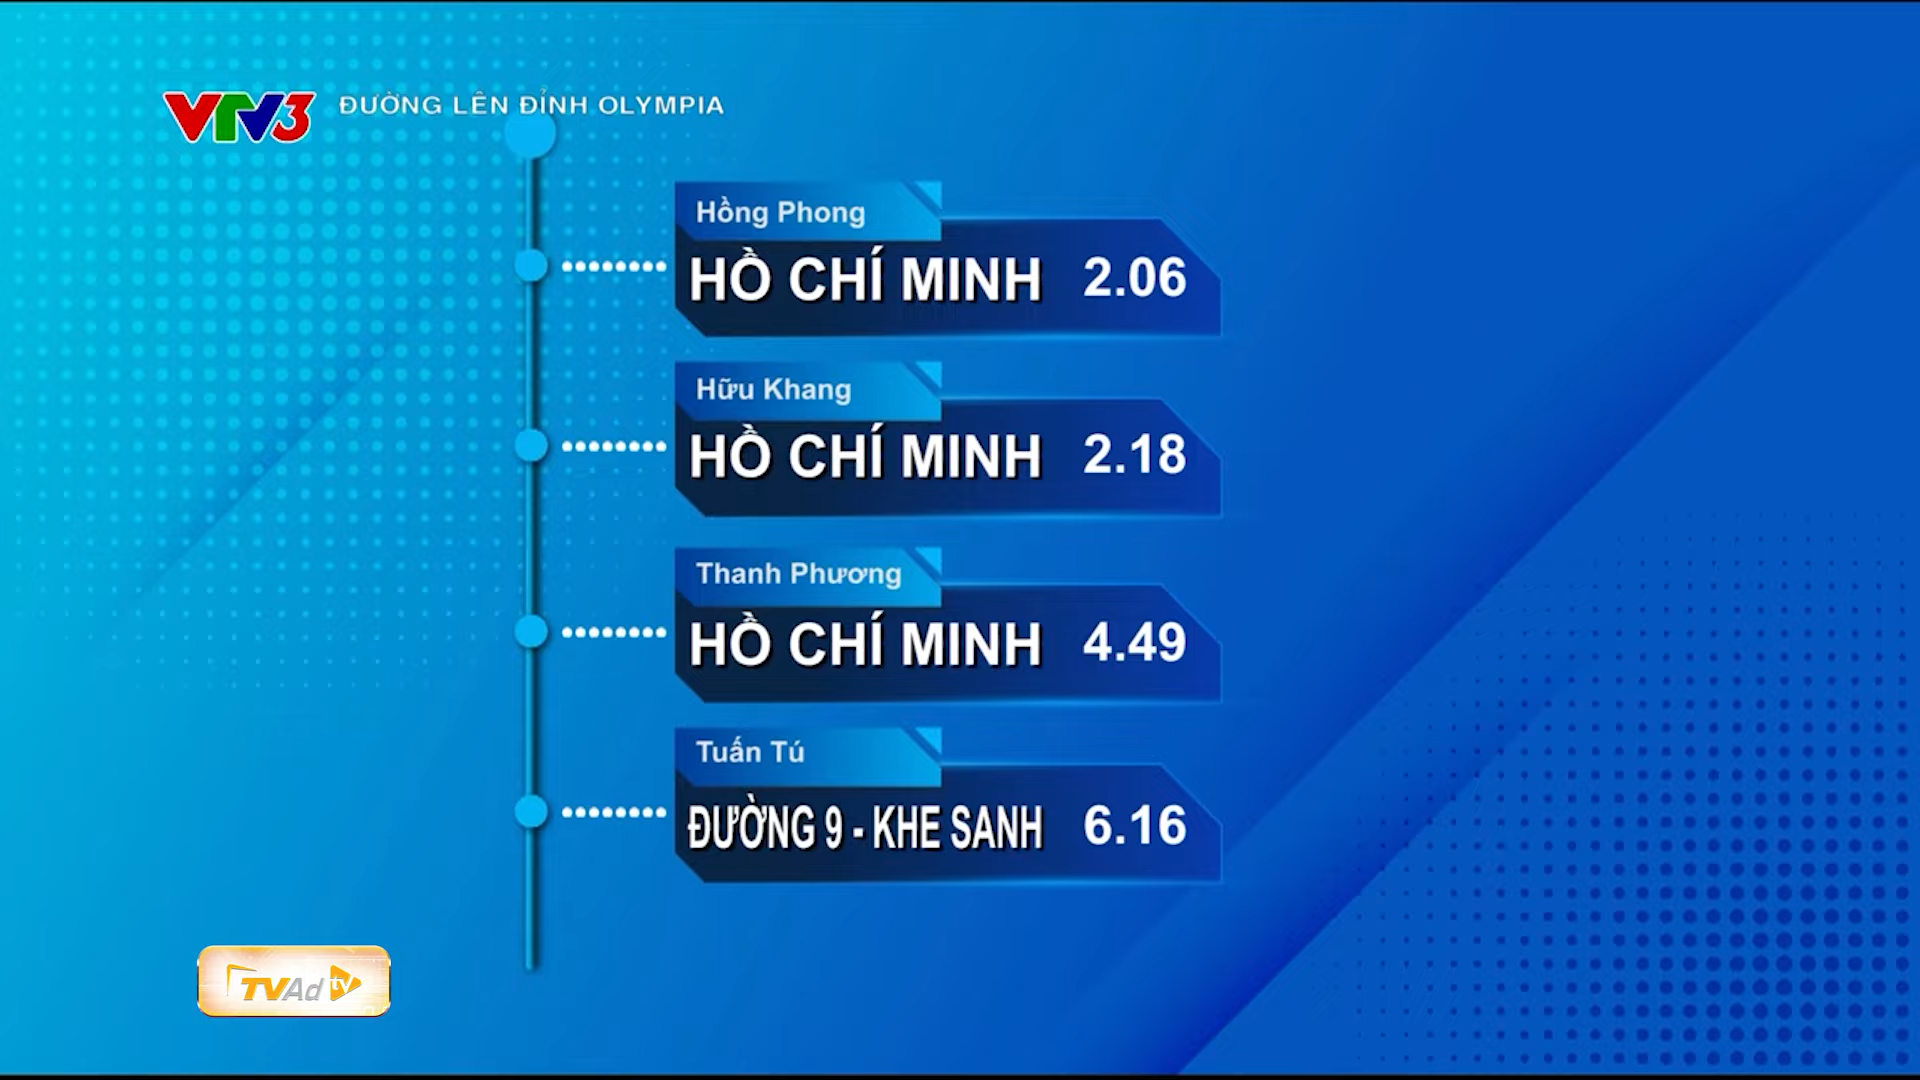 VTV3
ĐƯỜNG LÊN ĐỈNH OLYMPIA
Hồng Phong
HỒ CHÍ MINH 2.06
Hữu Khang
HỒ CHÍ MINH 2.18
Thanh Phương
HỒ CHÍ MINH 4.49
Tuấn Tú
ĐƯỜNG 9 - KHE SANH 6.16
TVAd tv